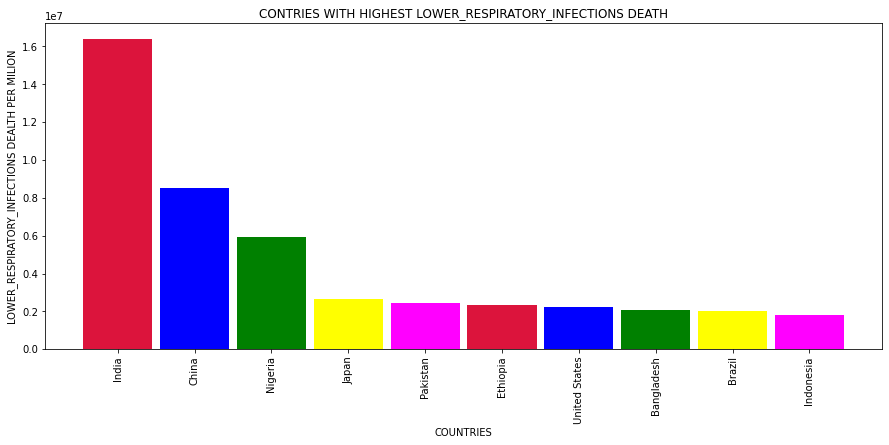 CONTRIES WITH HIGHEST LOWER_RESPIRATORY_INFECTIONS DEATH
1e7
LOWER_RESPIRATORY_INFECTIONS DEALTH PER MILION
1.6
1.4
1.2
1.0
0.8
0.6
0.4
0.2
0.0
India
China
Nigeria
Japan
Pakistan
Ethiopia
United States
Bangladesh
Brazil
Indonesia
COUNTRIES